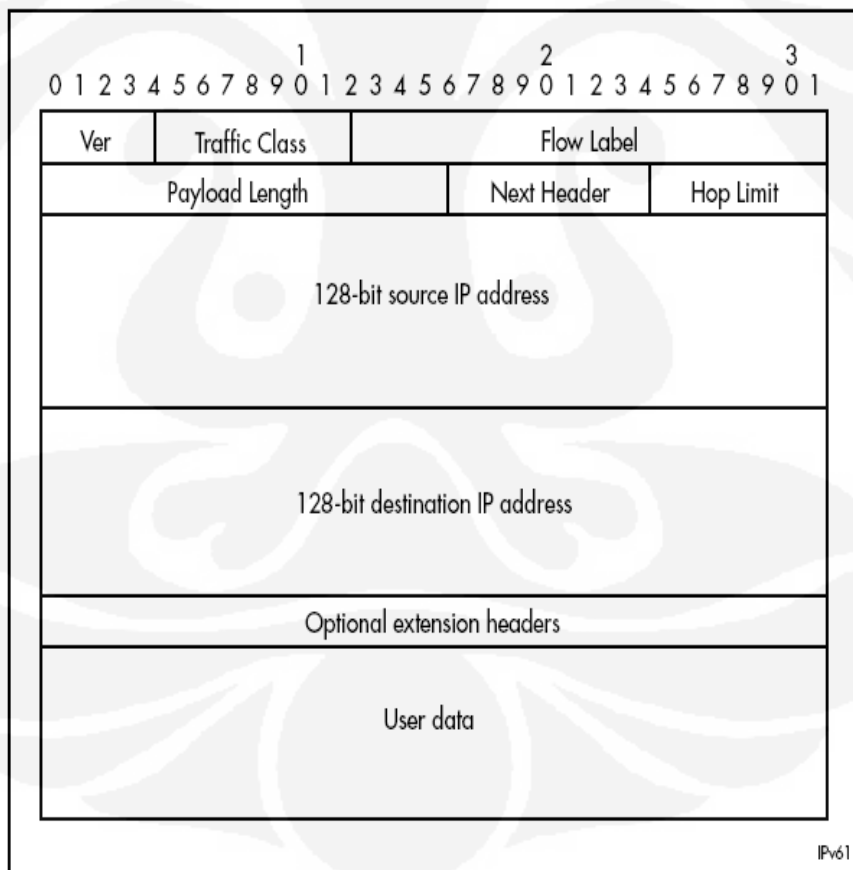 1 2 3
0 1 2 3 4 5 6 7 8 9 0 1 2 3 4 5 6 7 8 9 0 1 2 3 4 5 6 7 8 9 0 1
Ver Traffic Class Flow Label
Payload Length Next Header Hop Limit
128-bit source IP address
128-bit destination IP address
Optional extension headers
User data
IPv61